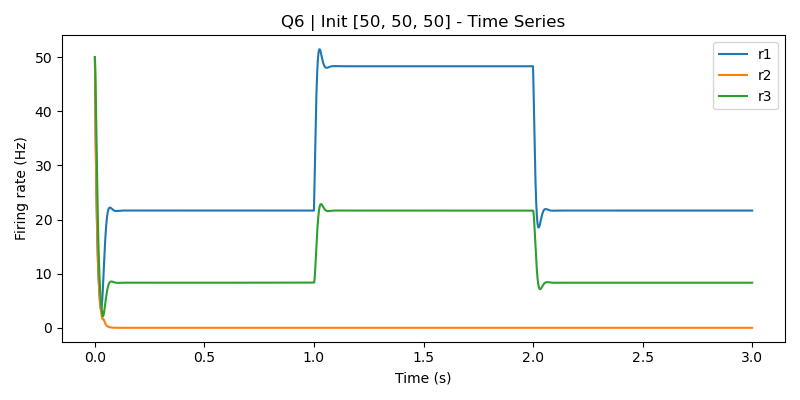 Q6 | Init [50, 50, 50] - Time Series
Firing rate (Hz)
50
40
30
20
10
0
r1
r2
r3
0.0 0.5 1.0 1.5 2.0 2.5 3.0
Time (s)